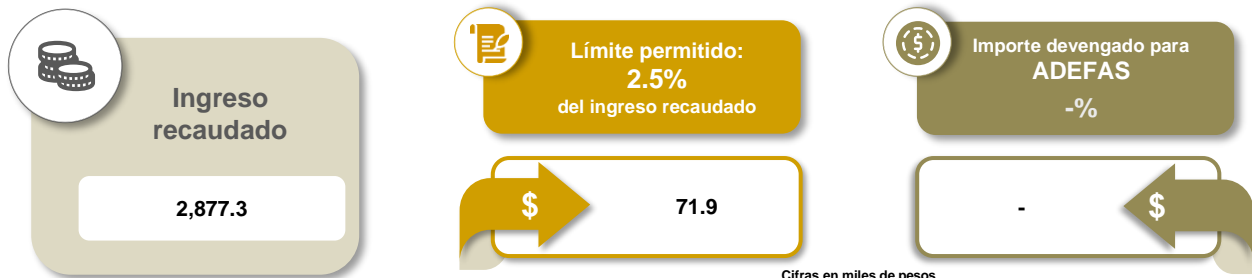 Ingreso
recaudado
2,877.3
Límite permitido:
2.5%
del ingreso recaudado
$
71.9
Importe devengado para
ADEFAS
-%
-
$
Cifras en miles de pesos